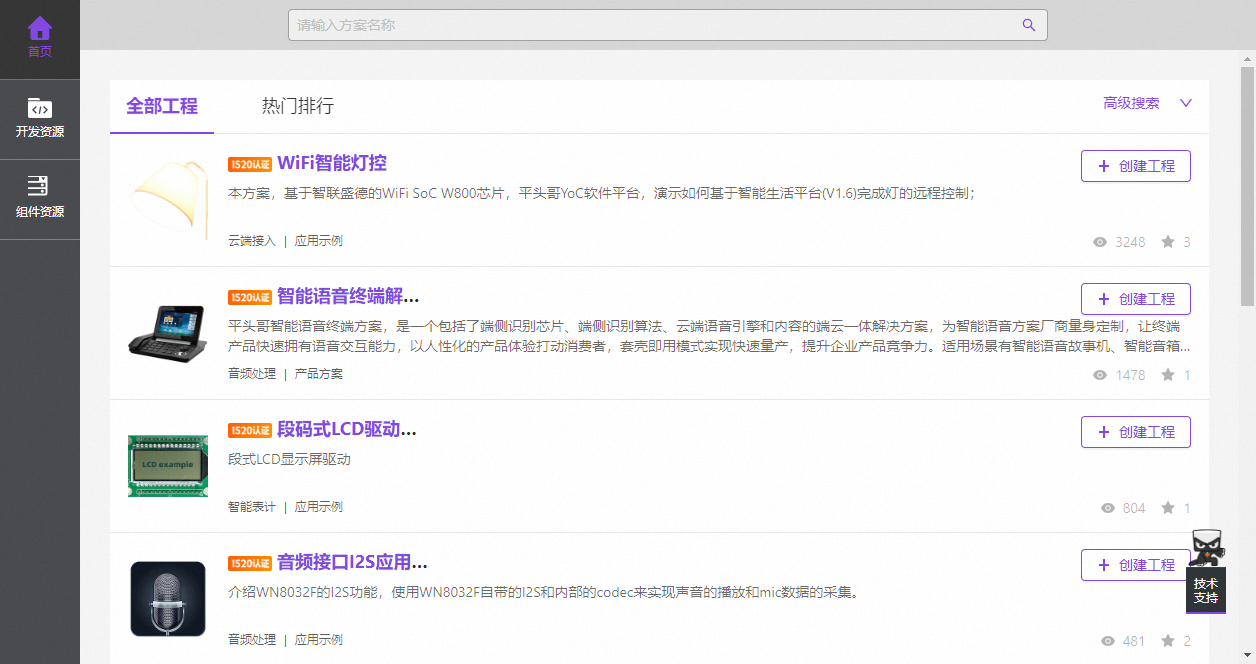 请输入方案名称
首页
开发资源
组件资源
全部工程
热门排行
高级搜索
1520认证 WiFi智能灯控
创建工程
本方案，基于智联盛德的WiFi SoC W800芯片，平头哥YoC软件平台，演示如何基于智能生活平台(V1.6)完成灯的远程控制；
云端接入 | 应用示例
3248 3
1520认证 智能语音终端解...
创建工程
平头哥智能语音终端方案，是一个包括了端侧识别芯片、端侧识别算法、云端语音引擎和内容的端云一体解决方案，为智能语音方案厂商量身定制，让终端
产品快速拥有语音交互能力，以人性化的产品体验打动消费者，套壳即用模式实现快速量产，提升企业产品竞争力。适用场景有智能语音故事机、智能音箱...
音频处理 | 产品方案
1478 1
LCD example
1520认证 段码式LCD驱动...
创建工程
段式LCD显示屏驱动
智能表计 | 应用示例
804 1
1520认证 音频接口I2S应用...
创建工程
介绍WN8032F的I2S功能，使用WN8032F自带的I2S和内部的codec来实现声音的播放和mic数据的采集。
音频处理 | 应用示例
481 2
技术
支持